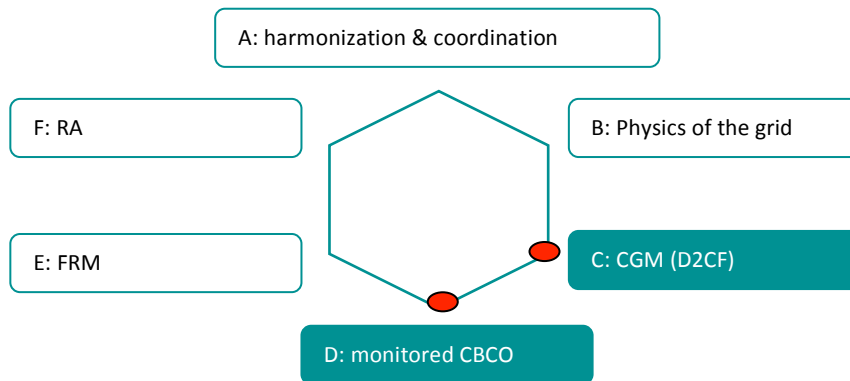 A: harmonization & coordination
F: RA
B: Physics of the grid
E: FRM
C: CGM (D2CF)
D: monitored CBCO